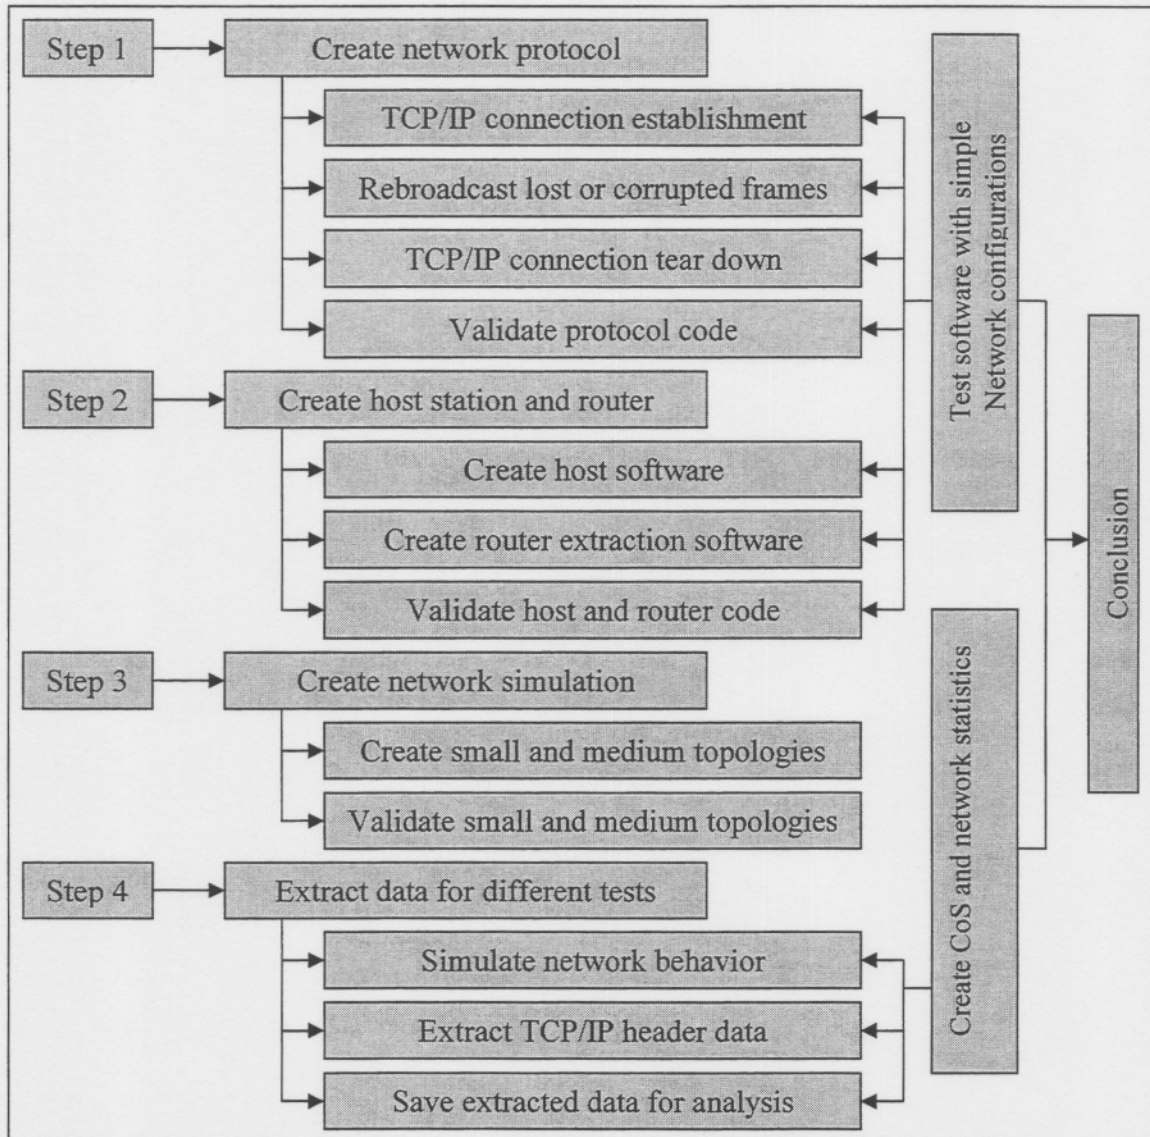 Step 1
Create network protocol
TCP/IP connection establishment
Rebroadcast lost or corrupted frames
TCP/IP connection tear down
Validate protocol code
Step 2
Create host station and router
Create host software
Create router extraction software
Validate host and router code
Step 3
Create network simulation
Create small and medium topologies
Validate small and medium topologies
Step 4
Extract data for different tests
Simulate network behavior
Extract TCP/IP header data
Save extracted data for analysis
Test software with simple
Network configurations
Create CoS and network statistics
Conclusion